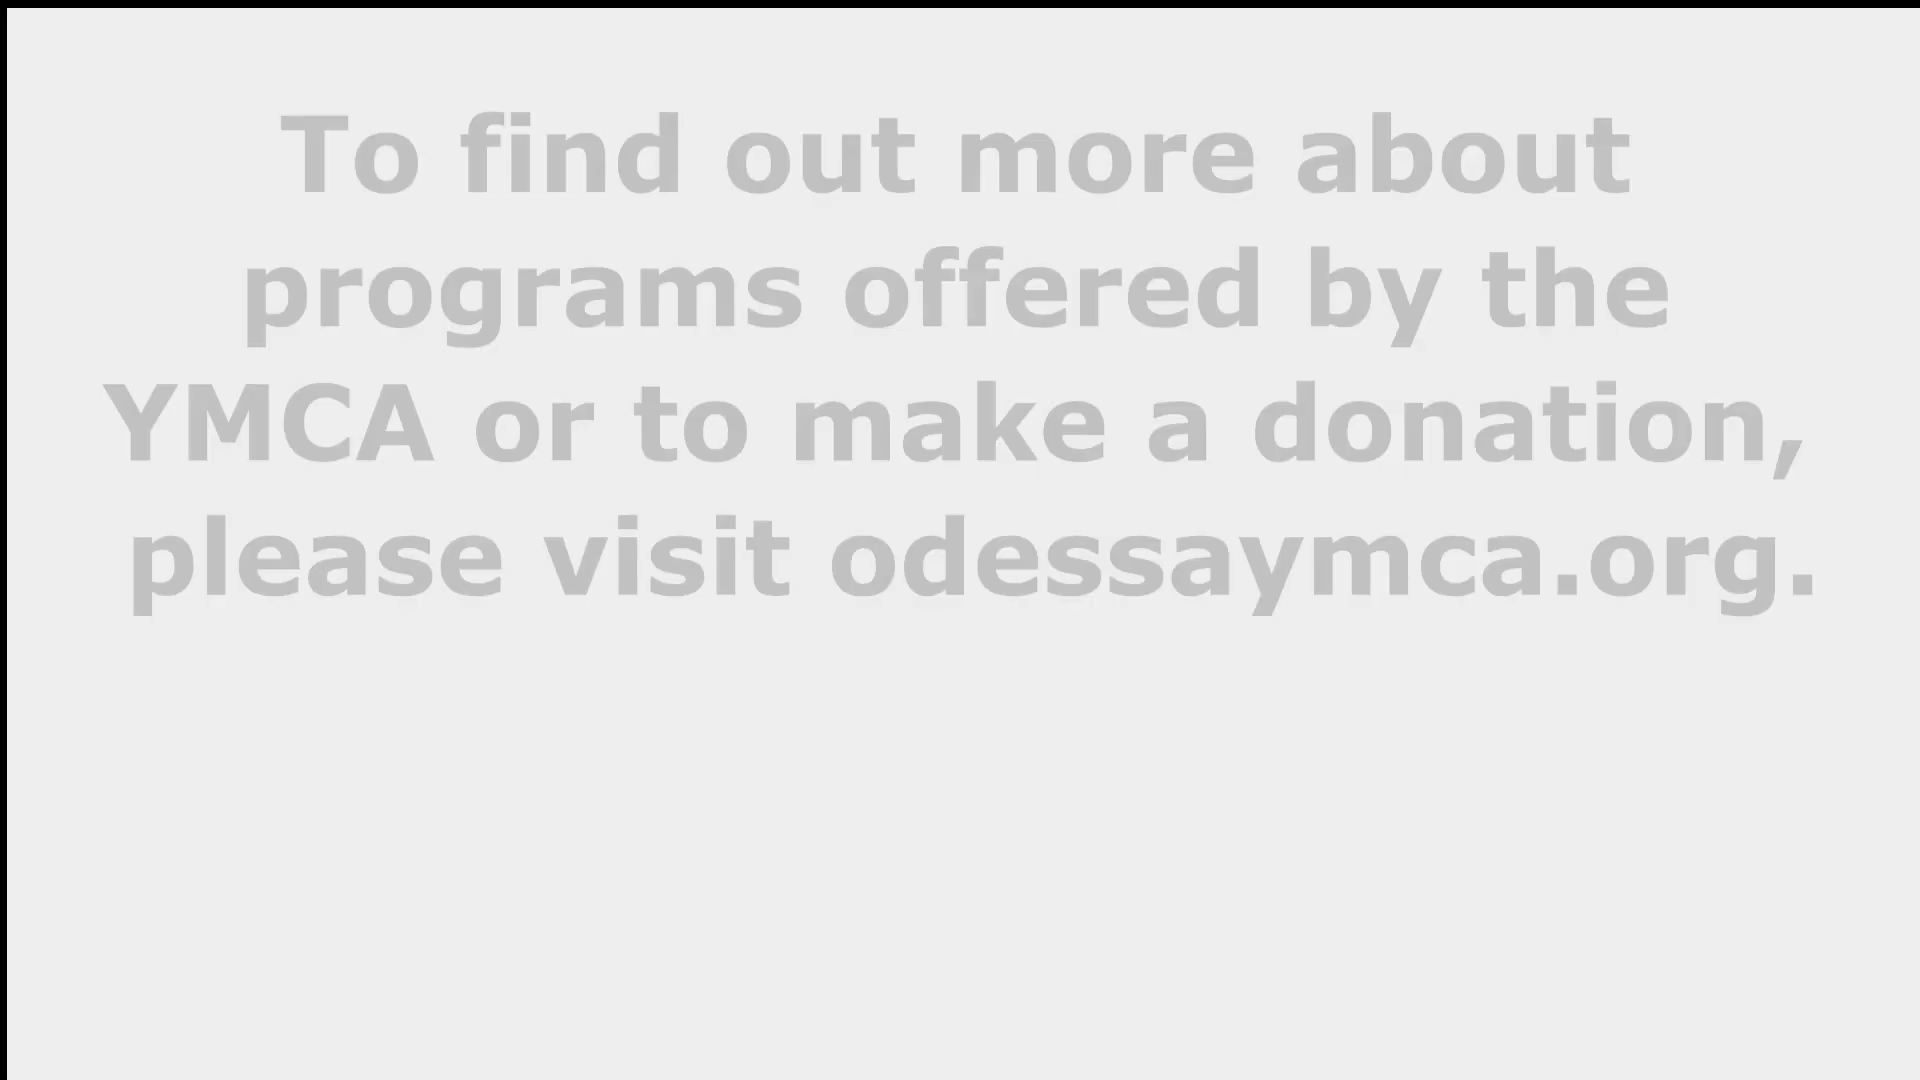 To find out more about
programs offered by the
YMCA or to make a donation,
please visit odessaymca.org.